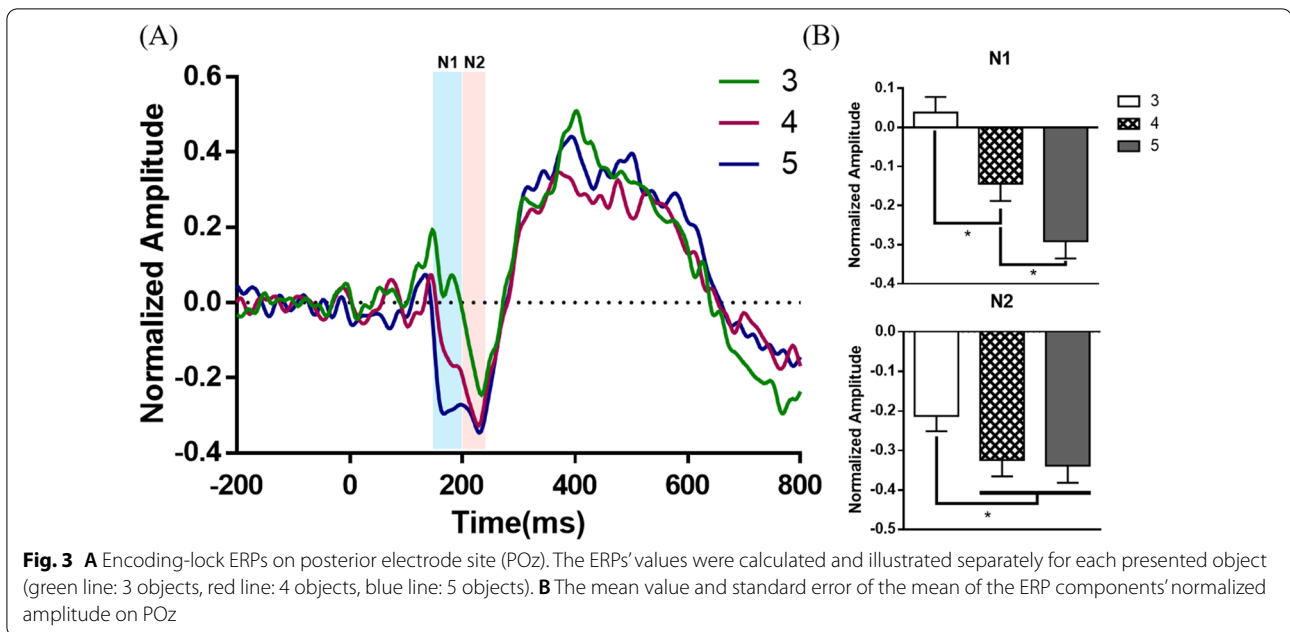 (A)
N1 N2
0.6
0.4
0.2
0.0
-0.2
-0.4
Normalized Amplitude
-200 0 200 400 600 800
Time(ms)
3
4
5
(B)
N1
0.1
0.0
-0.1
-0.2
-0.3
-0.4
Normalized Amplitude
*
*
3
4
5
N2
0.0
-0.1
-0.2
-0.3
-0.4
-0.5
Normalized Amplitude
*
Fig. 3 A Encoding-lock ERPs on posterior electrode site (POz). The ERPs’ values were calculated and illustrated separately for each presented object
(green line: 3 objects, red line: 4 objects, blue line: 5 objects). B The mean value and standard error of the mean of the ERP components’ normalized
amplitude on POz